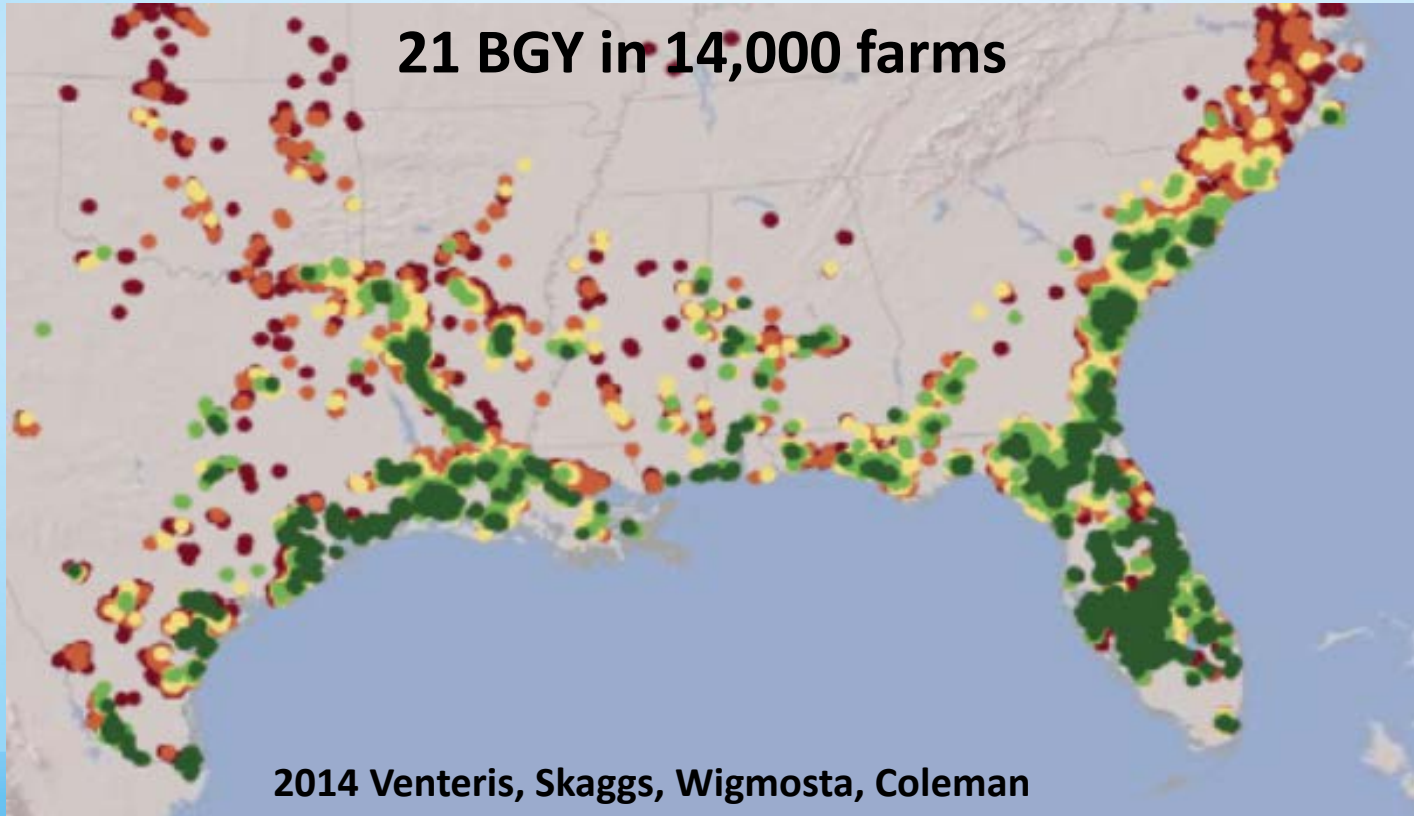 21 BGY in 14,000 farms
2014 Venteris, Skaggs, Wigmosta, Coleman